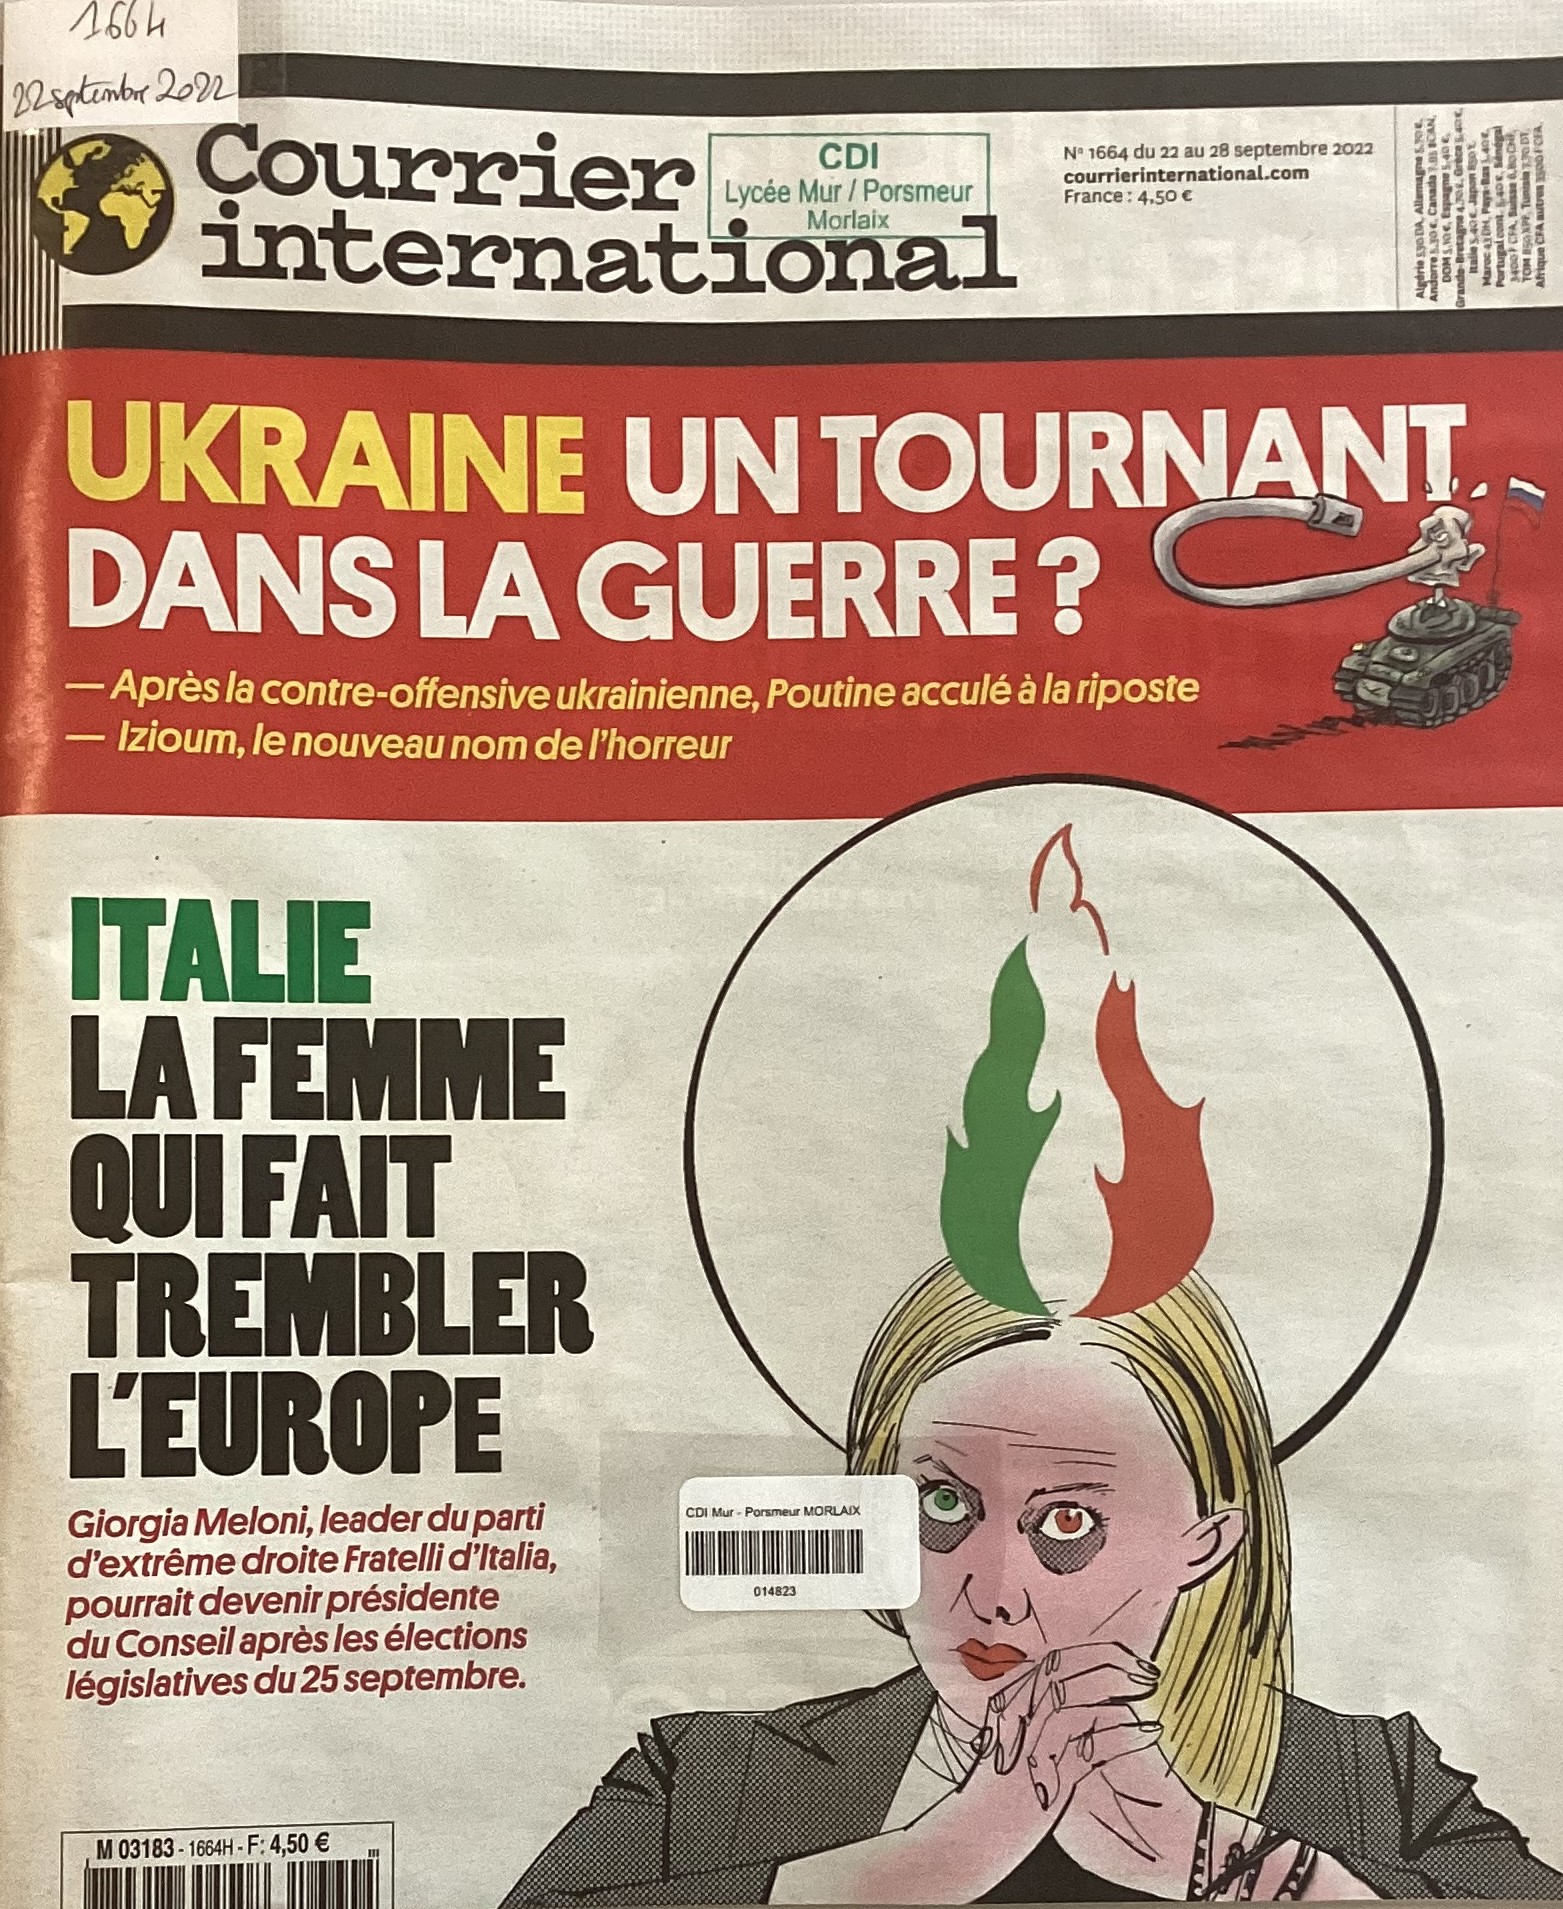 1664
22 septembre 2022
Courrier
international
CDI
Lycée Mur / Porsmeur
Morlaix
N° 1664 du 22 au 28 septembre 2022
courrierinternational.com
France : 4,50 €
UKRAINE UN TOURNANT
DANS LA GUERRE ?
— Après la contre-offensive ukrainienne, Poutine acculé à la riposte
— Izioum, le nouveau nom de l'horreur
ITALIE
LA FEMME
QUI FAIT
TREMBLER
L'EUROPE
Giorgia Meloni, leader du parti
d'extrême droite Fratelli d'Italia,
pourrait devenir présidente
du Conseil après les élections
législatives du 25 septembre.
CDI Mur - Porsmeur MORLAIX
014823
M 03183 - 1664H - F: 4,50 €